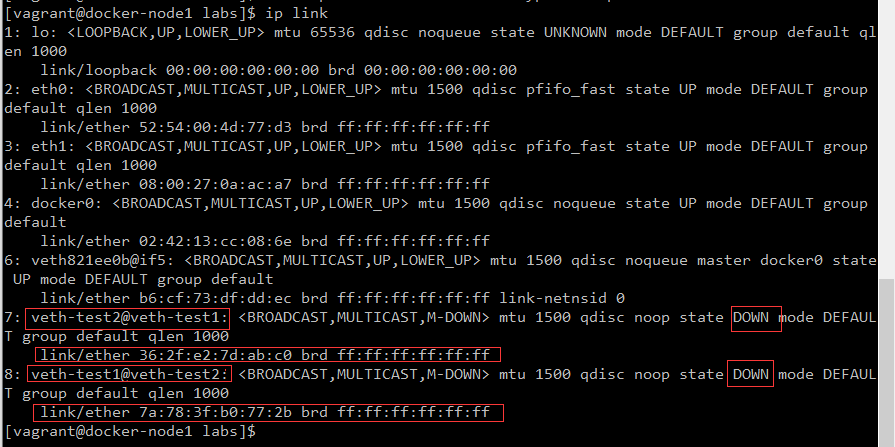 [vagrant@docker-node1 labs]$ ip link
1: lo: <LOOPBACK,UP,LOWER_UP> mtu 65536 qdisc noqueue state UNKNOWN mode DEFAULT group default ql
en 1000
    link/loopback 00:00:00:00:00:00 brd 00:00:00:00:00:00
2: eth0: <BROADCAST,MULTICAST,UP,LOWER_UP> mtu 1500 qdisc pfifo_fast state UP mode DEFAULT group
default qlen 1000
    link/ether 52:54:00:4d:77:d3 brd ff:ff:ff:ff:ff:ff
3: eth1: <BROADCAST,MULTICAST,UP,LOWER_UP> mtu 1500 qdisc pfifo_fast state UP mode DEFAULT group
default qlen 1000
    link/ether 08:00:27:0a:ac:a7 brd ff:ff:ff:ff:ff:ff
4: docker0: <BROADCAST,MULTICAST,UP,LOWER_UP> mtu 1500 qdisc noqueue state UP mode DEFAULT group
default
    link/ether 02:42:13:cc:08:6e brd ff:ff:ff:ff:ff:ff
6: veth821ee0b@if5: <BROADCAST,MULTICAST,UP,LOWER_UP> mtu 1500 qdisc noqueue master docker0 state
 UP mode DEFAULT group default
    link/ether b6:cf:73:df:dd:ec brd ff:ff:ff:ff:ff:ff link-netnsid 0
7: veth-test2@veth-test1: <BROADCAST,MULTICAST,M-DOWN> mtu 1500 qdisc noop state DOWN mode DEFAUL
T group default qlen 1000
    link/ether 36:2f:e2:7d:ab:c0 brd ff:ff:ff:ff:ff:ff
8: veth-test1@veth-test2: <BROADCAST,MULTICAST,M-DOWN> mtu 1500 qdisc noop state DOWN mode DEFAUL
T group default qlen 1000
    link/ether 7a:78:3f:b0:77:2b brd ff:ff:ff:ff:ff:ff
[vagrant@docker-node1 labs]$